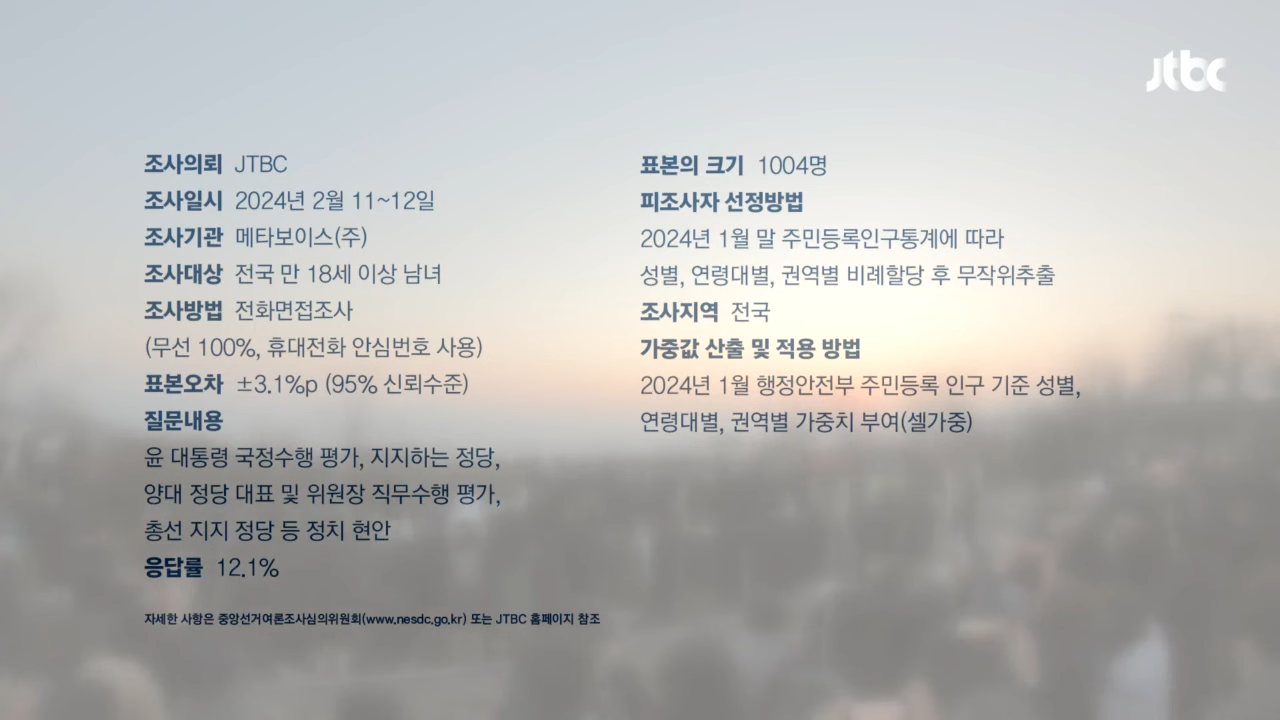 jtbc
조사의뢰 JTBC
조사일시 2024년 2월 11~12일
조사기관 메타보이스(주)
조사대상 전국 만 18세 이상 남녀
조사방법 전화면접조사
(무선 100%, 휴대전화 안심번호 사용)
표본오차 ±3.1%p (95% 신뢰수준)
질문내용
윤 대통령 국정수행 평가, 지지하는 정당,
양대 정당 대표 및 위원장 직무수행 평가,
총선 지지 정당 등 정치 현안
응답률 12.1%
표본의 크기 1004명
피조사자 선정방법
2024년 1월 말 주민등록인구통계에 따라
성별, 연령대별, 권역별 비례할당 후 무작위추출
조사지역 전국
가중값 산출 및 적용 방법
2024년 1월 행정안전부 주민등록 인구 기준 성별,
연령대별, 권역별 가중치 부여(셀가중)
자세한 사항은 중앙선거여론조사심의위원회(www.nesdc.go.kr) 또는 JTBC 홈페이지 참조